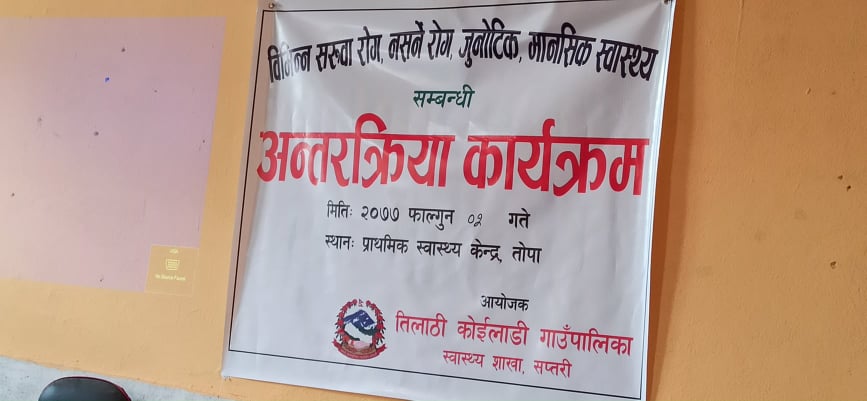 विभिन्न सरुवा रोग, नसर्ने रोग, जुनोटिक, मानसिक स्वास्थ्य
सम्बन्धी
अन्तरक्रिया कार्यक्रम
मितिः २०७७ फाल्गुन ०२ गते
स्थानः प्राथमिक स्वास्थ्य केन्द्र, तोपा
आयोजक
तिलाठी कोईलाडी गाउँपालिका
स्वास्थ्य शाखा, सप्तरी